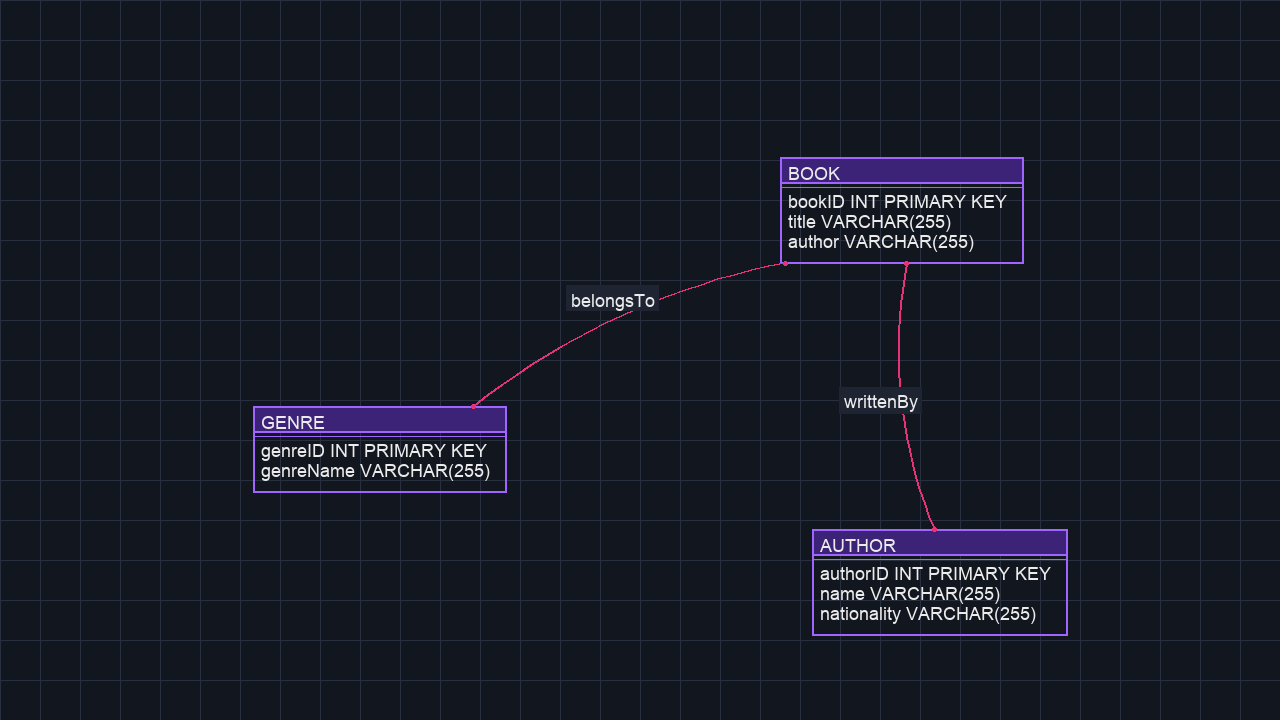 BOOK
bookID INT PRIMARY KEY
title VARCHAR(255)
author VARCHAR(255)
belongsTo
writtenBy
GENRE
genreID INT PRIMARY KEY
genreName VARCHAR(255)
AUTHOR
authorID INT PRIMARY KEY
name VARCHAR(255)
nationality VARCHAR(255)